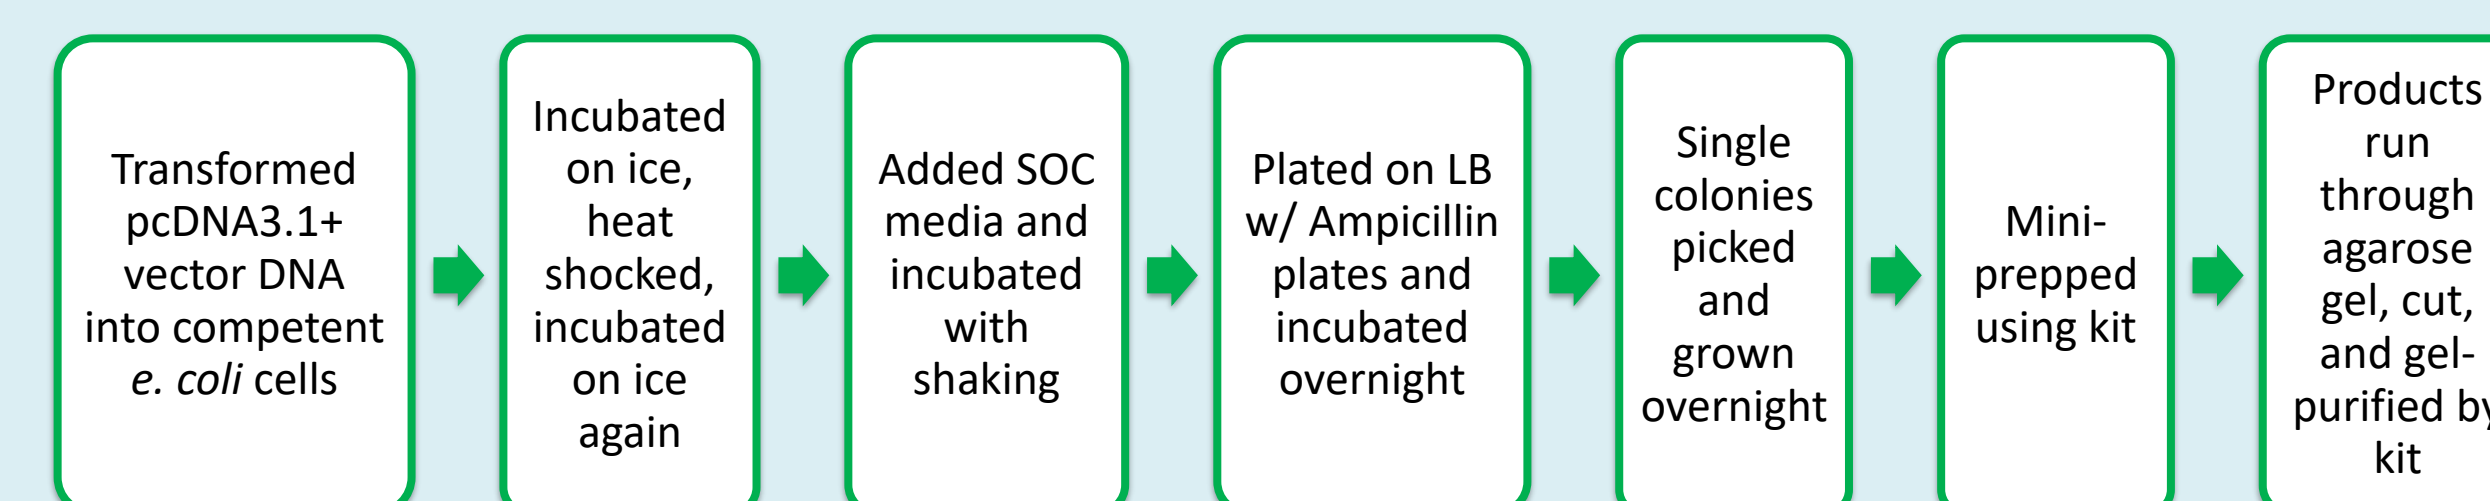 Transformed
pcDNA3.1+
vector DNA
into competent
e. coli cells
Incubated
on ice,
heat
shocked,
incubated
on ice
again
Added SOC
media and
incubated
with
shaking
Plated on LB
w/ Ampicillin
plates and
incubated
overnight
Single
colonies
picked
and
grown
overnight
Mini-
prepped
using kit
Products
run
through
agarose
gel, cut,
and gel-
purified by
kit